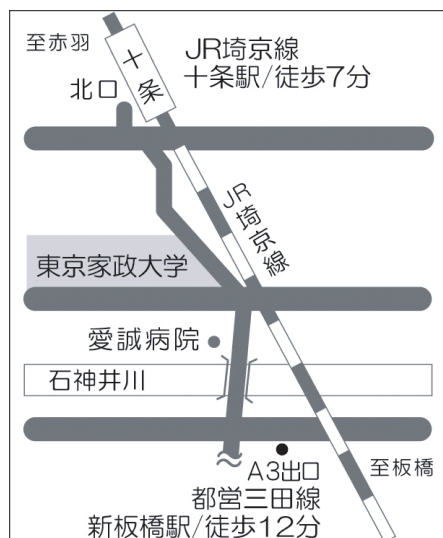 至赤羽
十条
JR埼京線
十条駅/徒歩7分
北口
JR埼京線
東京家政大学
愛誠病院
石神井川
A3出口
至板橋
都営三田線
新板橋駅/徒歩12分